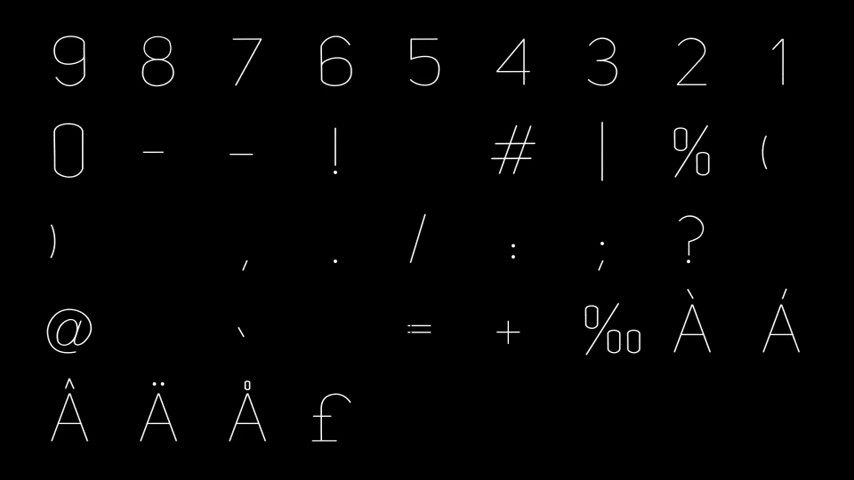 9 8 7 6 5 4 3 2 1
0 - – ! # | % (
) , . / : ; ?
@ ` = + ‰ À Á
Â Ä Å £